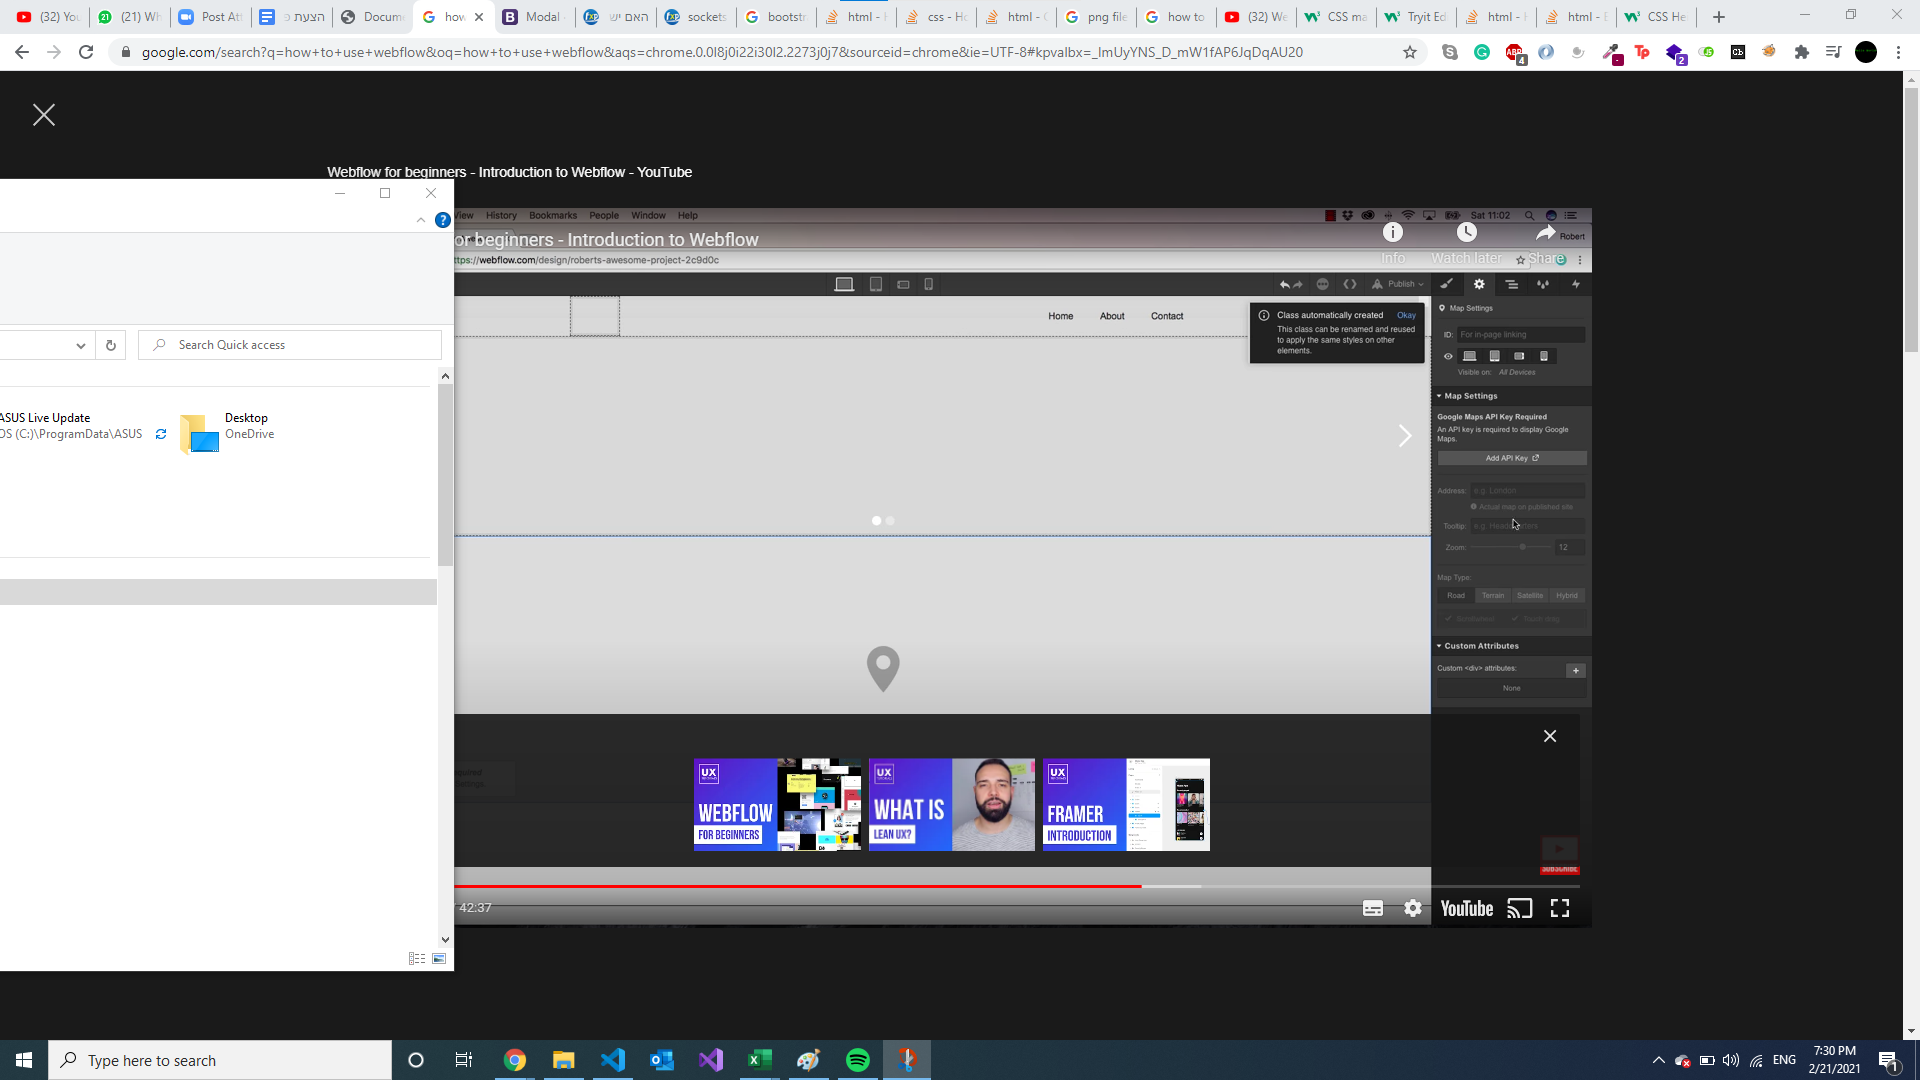 (32) You
(21) Wh
Post Att
הצעת כ
Docume
how
Modal
האם יש
sockets
bootstr
html - H
css - Ho
html - C
png file
how to
(32) We
CSS ma
Tryit Ed
html -
html - E
CSS He
google.com/search?q=how+to+use+webflow&oq=how+to+use+webflow&aqs=chrome.0.0l8j0i22i30l2.2273j0j7&sourceid=chrome&ie=UTF-8#kpvalbx=_ImUyYNS_D_mW1fAP6JqDqAU20
Webflow for beginners - Introduction to Webflow - YouTube
View History Bookmarks People Window Help
Sat 11:02
or beginners - Introduction to Webflow
Robert
Info
Watch later
Share
ttps://webflow.com/design/roberts-awesome-project-2c9d0c
Publish
Home About Contact
Class automatically created Okay
This class can be renamed and reused
to apply the same styles on other
elements.
Map Settings
ID: For in-page linking
Visible on: All Devices
Map Settings
Google Maps API Key Required
An API key is required to display Google
Maps.
Add API Key
Address: e.g. London
Actual map on published site
Tooltip: e.g. Headquarters
Zoom: 12
Map Type:
Road Terrain Satellite Hybrid
Scrollwheel Touch drag
Custom Attributes
Custom <div> attributes:
+
None
Search Quick access
ASUS Live Update
OS (C:)\ProgramData\ASUS
Desktop
OneDrive
UX
WEBFLOW
FOR BEGINNERS
UX
WHAT IS
LEAN UX?
UX
FRAMER
INTRODUCTION
SUBSCRIBE
/ 42:37
YouTube
Type here to search
ENG
7:30 PM
2/21/2021
1